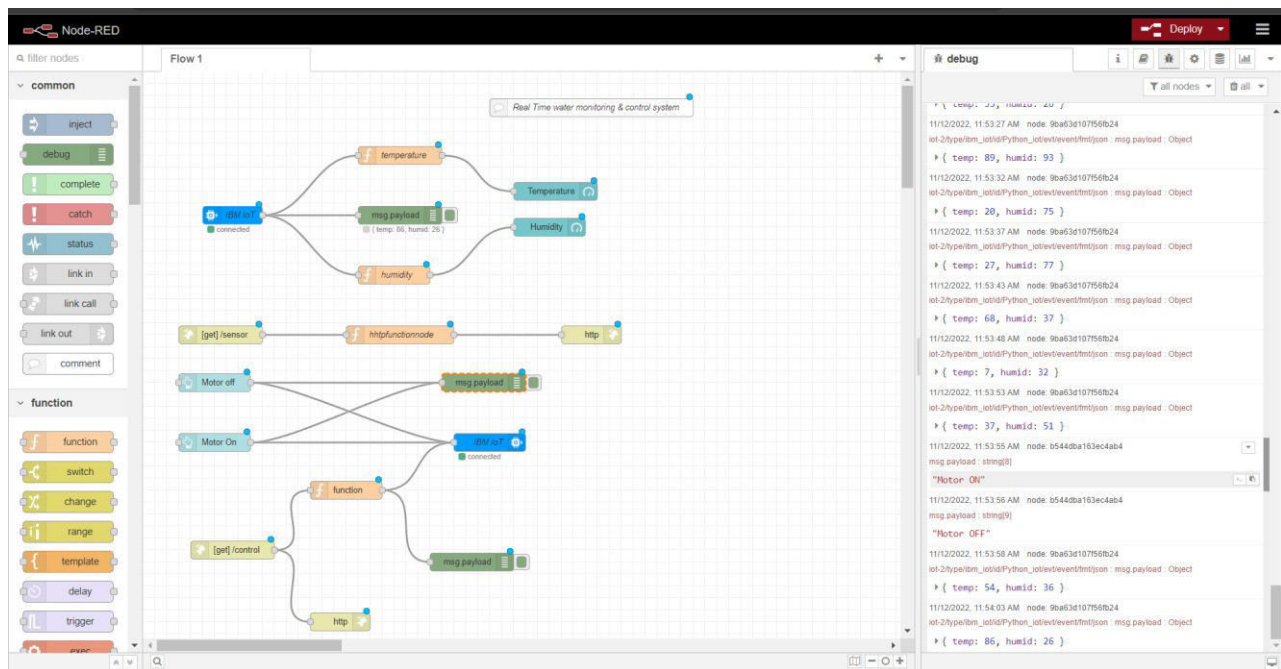 Node-RED
Deploy
filter nodes
Flow 1
debug
i
all nodes
all
common
inject
debug
complete
catch
status
link in
link call
link out
comment
function
function
switch
change
range
template
delay
trigger
exec
Real Time water monitoring & control system
temperature
Temperature
IBM IoT
connected
msg.payload
{ temp: 86, humid: 26 }
Humidity
humidity
[get] /sensor
hhtpfunctionnode
http
Motor off
msg.payload
Motor On
IBM IoT
connected
function
[get] /control
msg.payload
http
11/12/2022, 11:53:27 AM node: 9ba63d107f56fb24
iot-2/type/ibm_iot/id/Python_iot/evt/event/fmt/json : msg.payload : Object
{ temp: 89, humid: 93 }
11/12/2022, 11:53:32 AM node: 9ba63d107f56fb24
iot-2/type/ibm_iot/id/Python_iot/evt/event/fmt/json : msg.payload : Object
{ temp: 20, humid: 75 }
11/12/2022, 11:53:37 AM node: 9ba63d107f56fb24
iot-2/type/ibm_iot/id/Python_iot/evt/event/fmt/json : msg.payload : Object
{ temp: 27, humid: 77 }
11/12/2022, 11:53:43 AM node: 9ba63d107f56fb24
iot-2/type/ibm_iot/id/Python_iot/evt/event/fmt/json : msg.payload : Object
{ temp: 68, humid: 37 }
11/12/2022, 11:53:48 AM node: 9ba63d107f56fb24
iot-2/type/ibm_iot/id/Python_iot/evt/event/fmt/json : msg.payload : Object
{ temp: 7, humid: 32 }
11/12/2022, 11:53:53 AM node: 9ba63d107f56fb24
iot-2/type/ibm_iot/id/Python_iot/evt/event/fmt/json : msg.payload : Object
{ temp: 37, humid: 51 }
11/12/2022, 11:53:55 AM node: b544dba163ec4ab4
msg.payload : string[8]
"Motor ON"
11/12/2022, 11:53:56 AM node: b544dba163ec4ab4
msg.payload : string[9]
"Motor OFF"
11/12/2022, 11:53:58 AM node: 9ba63d107f56fb24
iot-2/type/ibm_iot/id/Python_iot/evt/event/fmt/json : msg.payload : Object
{ temp: 54, humid: 36 }
11/12/2022, 11:54:03 AM node: 9ba63d107f56fb24
iot-2/type/ibm_iot/id/Python_iot/evt/event/fmt/json : msg.payload : Object
{ temp: 86, humid: 26 }